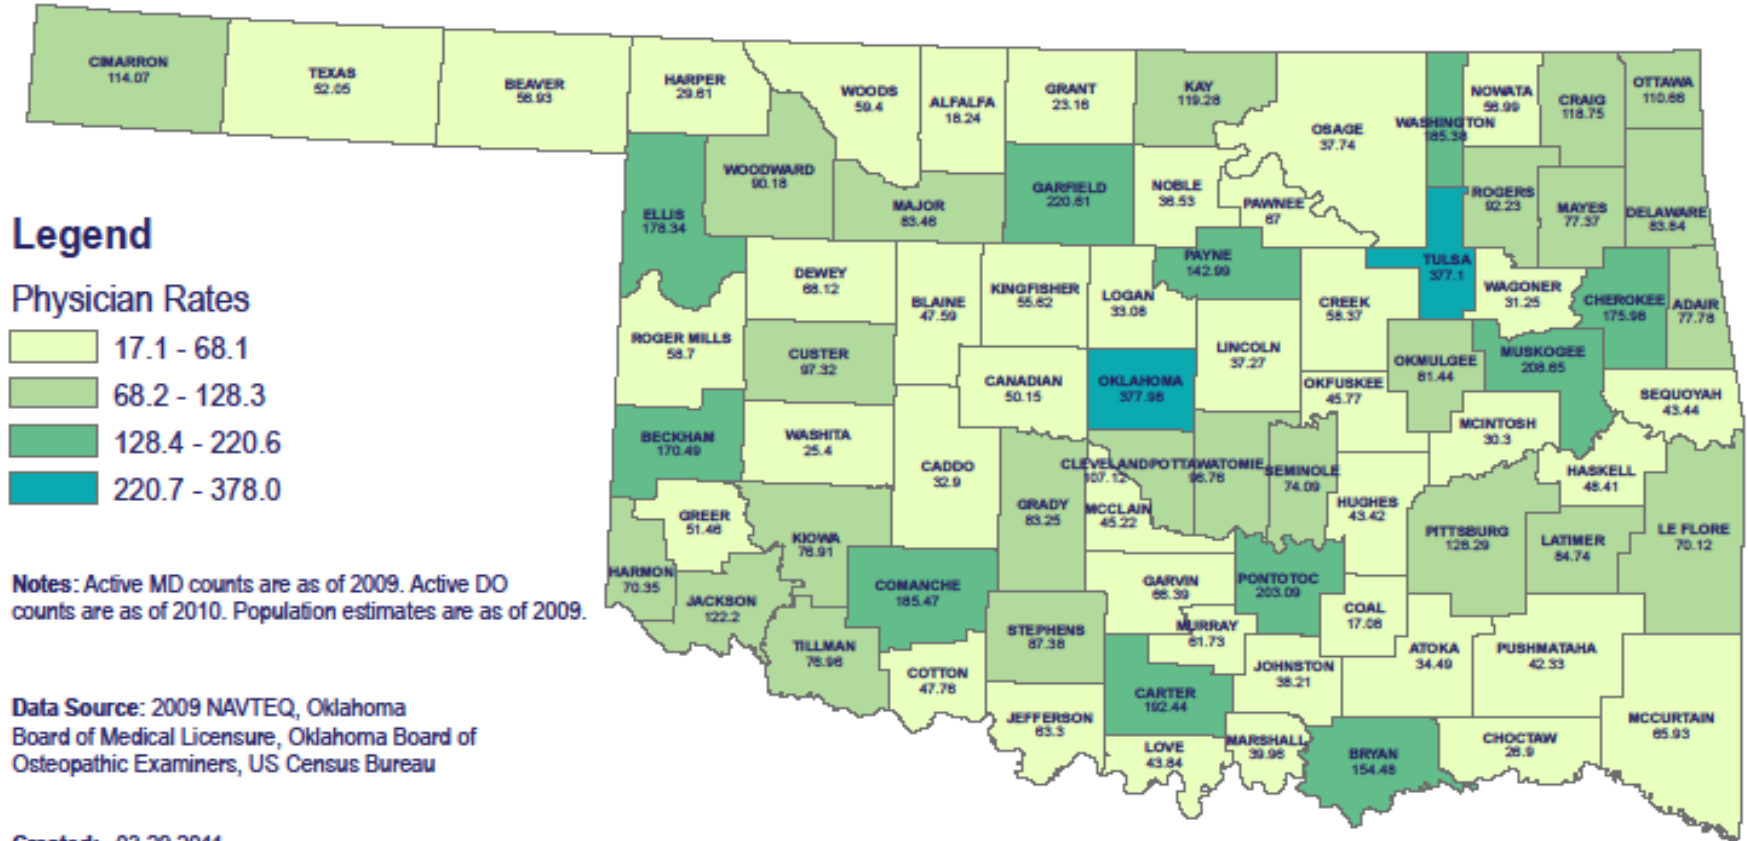 CIMARRON
114.07
TEXAS
52.05
BEAVER
56.93
HARPER
29.61
WOODS
59.4
ALFALFA
18.24
GRANT
23.16
KAY
119.28
OSAGE
37.74
WASHINGTON
185.38
NOWATA
56.99
CRAIG
118.75
OTTAWA
110.66
ELLIS
178.34
WOODWARD
90.18
MAJOR
83.46
GARFIELD
220.61
NOBLE
36.53
PAWNEE
67
ROGERS
92.23
MAYES
77.37
DELAWARE
83.84
Legend
Physician Rates
17.1 - 68.1
68.2 - 128.3
128.4 - 220.6
220.7 - 378.0
DEWEY
68.12
BLAINE
47.59
KINGFISHER
55.62
LOGAN
33.08
PAYNE
142.99
CREEK
58.37
TULSA
377.1
WAGONER
31.25
CHEROKEE
175.98
ADAIR
77.78
ROGER MILLS
58.7
CUSTER
97.32
CANADIAN
50.15
OKLAHOMA
377.98
LINCOLN
37.27
OKFUSKEE
45.77
OKMULGEE
81.44
MUSKOGEE
208.65
SEQUOYAH
43.44
BECKHAM
170.49
WASHITA
25.4
CADDO
32.9
GRADY
83.25
CLEVELAND
107.12
POTTAWATOMIE
98.78
SEMINOLE
74.09
MCINTOSH
30.3
HASKELL
48.41
GREER
51.46
KIOWA
76.91
MCCLAIN
45.22
HUGHES
43.42
PITTSBURG
128.29
LATIMER
84.74
LE FLORE
70.12
HARMON
70.35
JACKSON
122.2
COMANCHE
185.47
GARVIN
66.39
PONTOTOC
203.09
COAL
17.08
TILLMAN
76.96
COTTON
47.78
STEPHENS
87.38
MURRAY
61.73
JOHNSTON
38.21
ATOKA
34.49
PUSHMATAHA
42.33
JEFFERSON
63.3
CARTER
192.44
LOVE
43.84
MARSHALL
39.96
BRYAN
154.48
CHOCTAW
26.9
MCCURTAIN
65.93
Notes: Active MD counts are as of 2009. Active DO
counts are as of 2010. Population estimates are as of 2009.
Data Source: 2009 NAVTEQ, Oklahoma
Board of Medical Licensure, Oklahoma Board of
Osteopathic Examiners, US Census Bureau